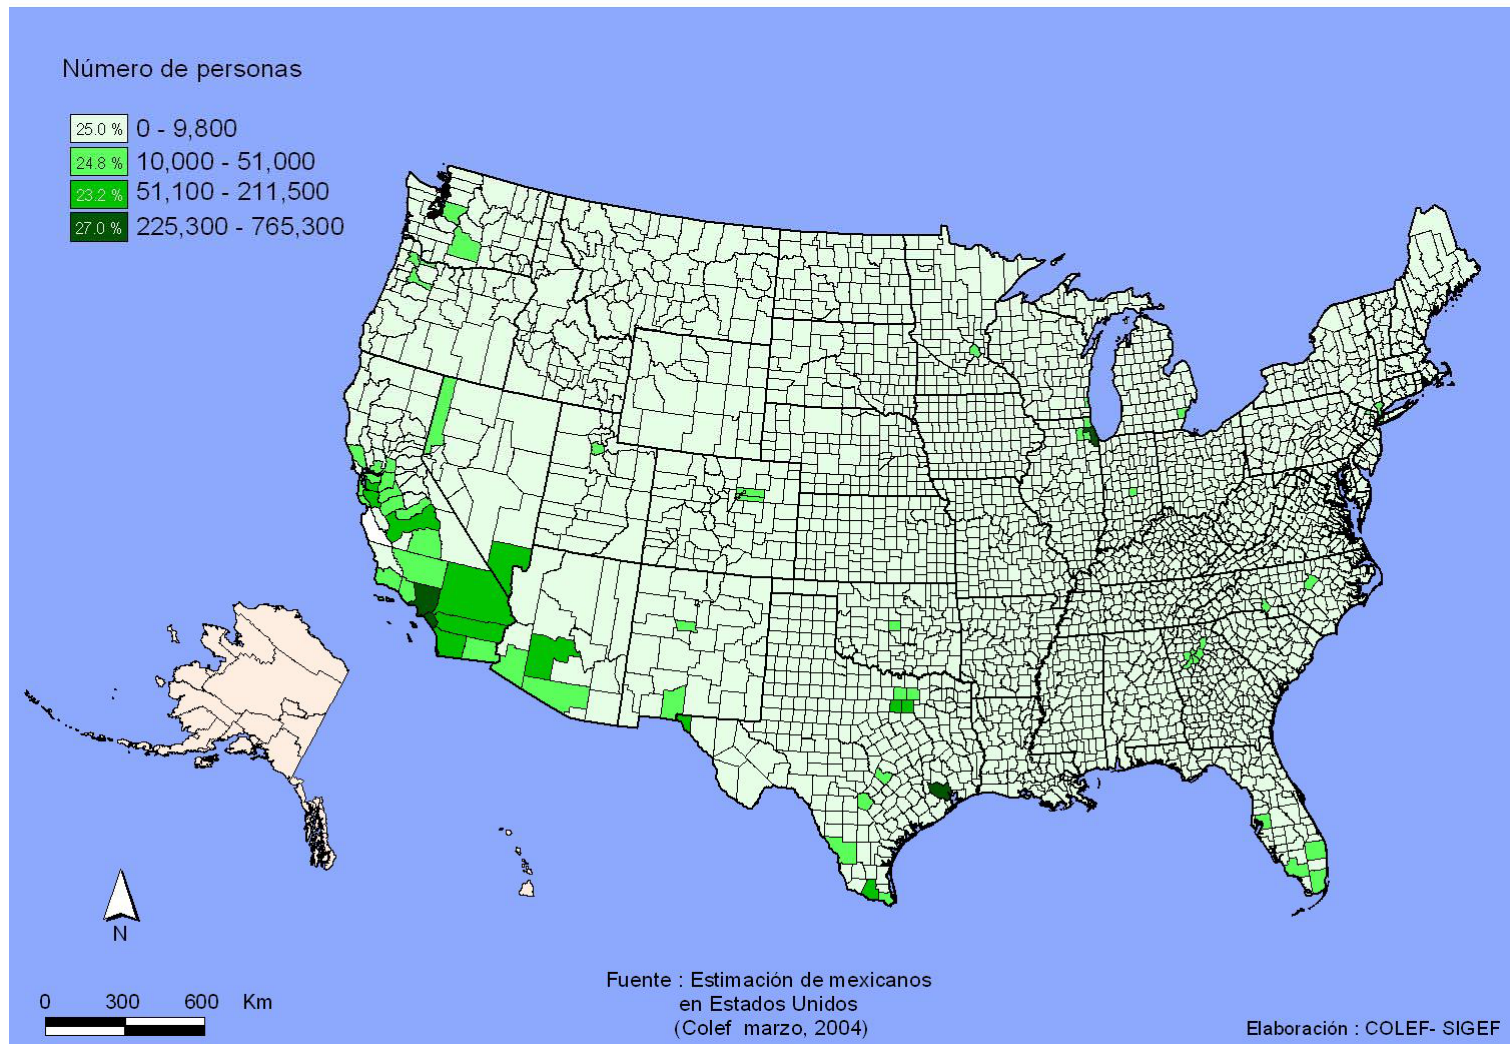 Número de personas
25.0 % 0 - 9,800
24.8 % 10,000 - 51,000
23.2 % 51,100 - 211,500
27.0 % 225,300 - 765,300
N
0 300 600 Km
Fuente : Estimación de mexicanos
en Estados Unidos
(Colef marzo, 2004)
Elaboración : COLEF- SIGEF